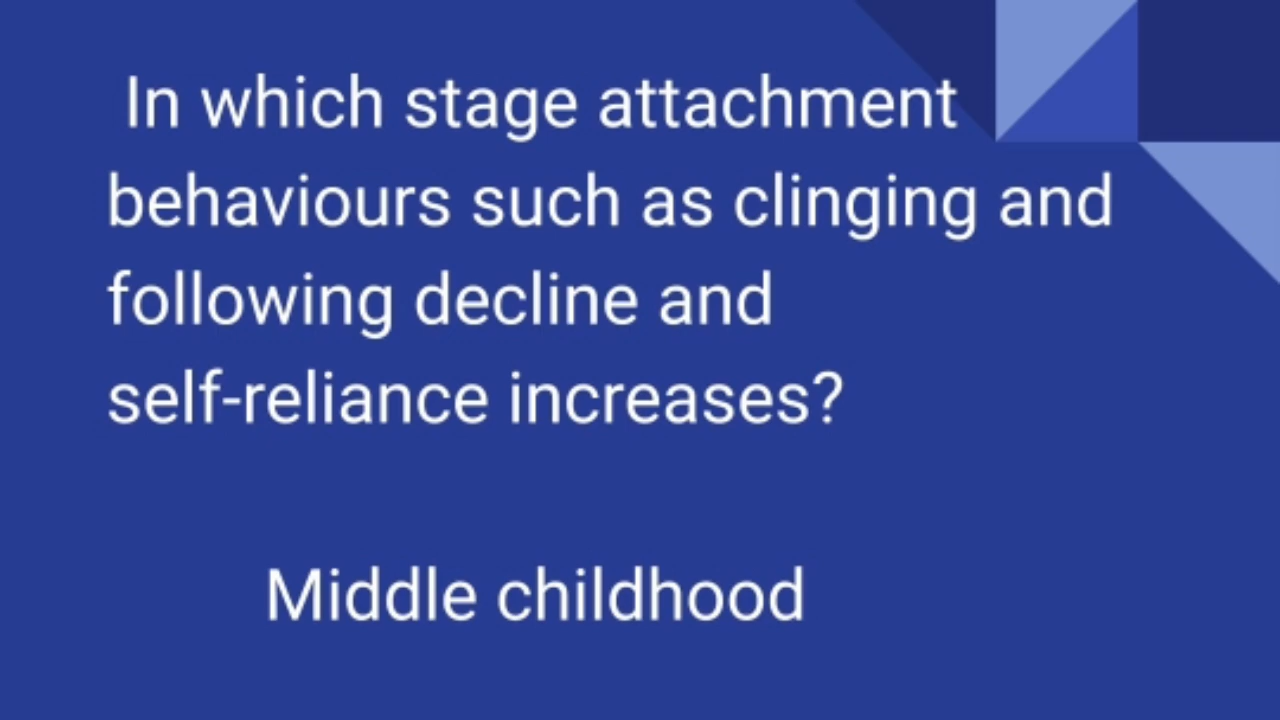 In which stage attachment
behaviours such as clinging and
following decline and
self-reliance increases?
Middle childhood